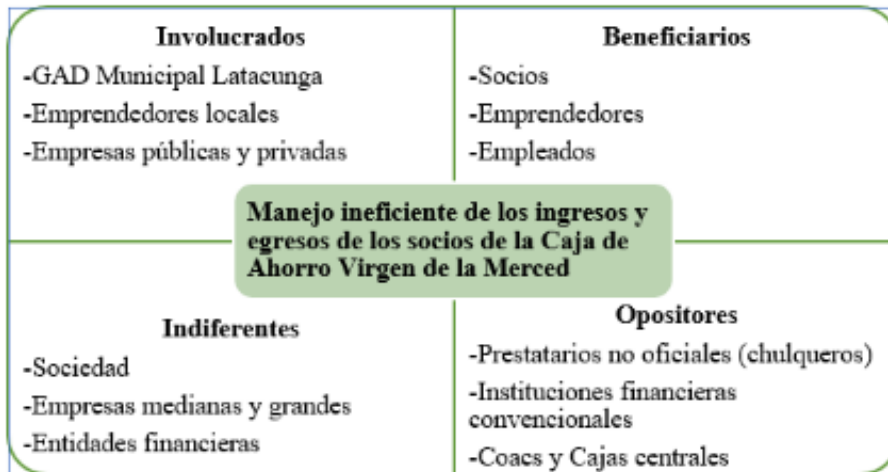 Involucrados
-GAD Municipal Latacunga
-Emprendedores locales
-Empresas públicas y privadas
Beneficiarios
-Socios
-Emprendedores
-Empleados
Manejo ineficiente de los ingresos y
egresos de los socios de la Caja de
Ahorro Virgen de la Merced
Indiferentes
-Sociedad
-Empresas medianas y grandes
-Entidades financieras
Opositores
-Prestatarios no oficiales (chulqueros)
-Instituciones financieras
convencionales
-Coacs y Cajas centrales